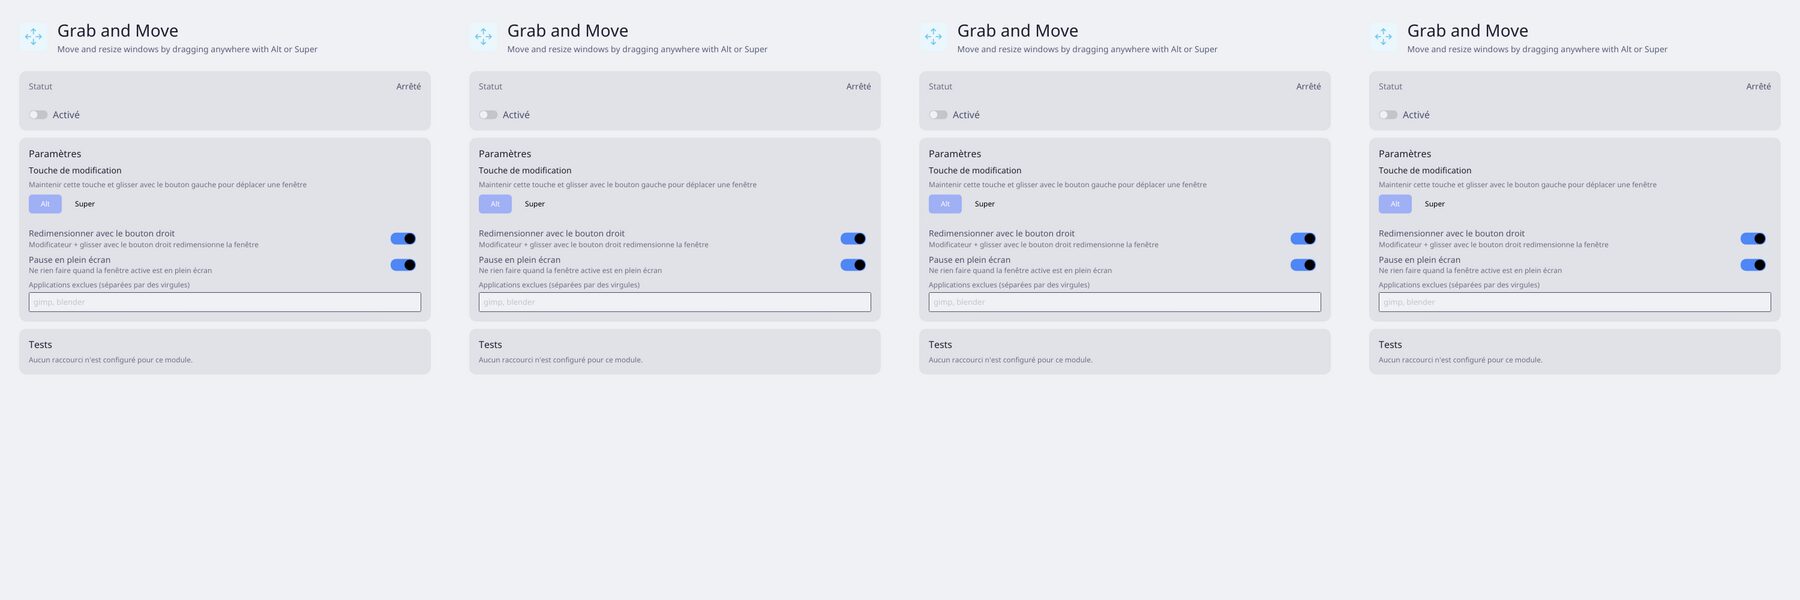 Grab and Move
Move and resize windows by dragging anywhere with Alt or Super
Statut
Arrêté
Activé
Paramètres
Touche de modification
Maintenir cette touche et glisser avec le bouton gauche pour déplacer une fenêtre
Alt
Super
Redimensionner avec le bouton droit
Modificateur + glisser avec le bouton droit redimensionne la fenêtre
Pause en plein écran
Ne rien faire quand la fenêtre active est en plein écran
Applications exclues (séparées par des virgules)
gimp, blender
Tests
Aucun raccourci n'est configuré pour ce module.
Grab and Move
Move and resize windows by dragging anywhere with Alt or Super
Statut
Arrêté
Activé
Paramètres
Touche de modification
Maintenir cette touche et glisser avec le bouton gauche pour déplacer une fenêtre
Alt
Super
Redimensionner avec le bouton droit
Modificateur + glisser avec le bouton droit redimensionne la fenêtre
Pause en plein écran
Ne rien faire quand la fenêtre active est en plein écran
Applications exclues (séparées par des virgules)
gimp, blender
Tests
Aucun raccourci n'est configuré pour ce module.
Grab and Move
Move and resize windows by dragging anywhere with Alt or Super
Statut
Arrêté
Activé
Paramètres
Touche de modification
Maintenir cette touche et glisser avec le bouton gauche pour déplacer une fenêtre
Alt
Super
Redimensionner avec le bouton droit
Modificateur + glisser avec le bouton droit redimensionne la fenêtre
Pause en plein écran
Ne rien faire quand la fenêtre active est en plein écran
Applications exclues (séparées par des virgules)
gimp, blender
Tests
Aucun raccourci n'est configuré pour ce module.
Grab and Move
Move and resize windows by dragging anywhere with Alt or Super
Statut
Arrêté
Activé
Paramètres
Touche de modification
Maintenir cette touche et glisser avec le bouton gauche pour déplacer une fenêtre
Alt
Super
Redimensionner avec le bouton droit
Modificateur + glisser avec le bouton droit redimensionne la fenêtre
Pause en plein écran
Ne rien faire quand la fenêtre active est en plein écran
Applications exclues (séparées par des virgules)
gimp, blender
Tests
Aucun raccourci n'est configuré pour ce module.